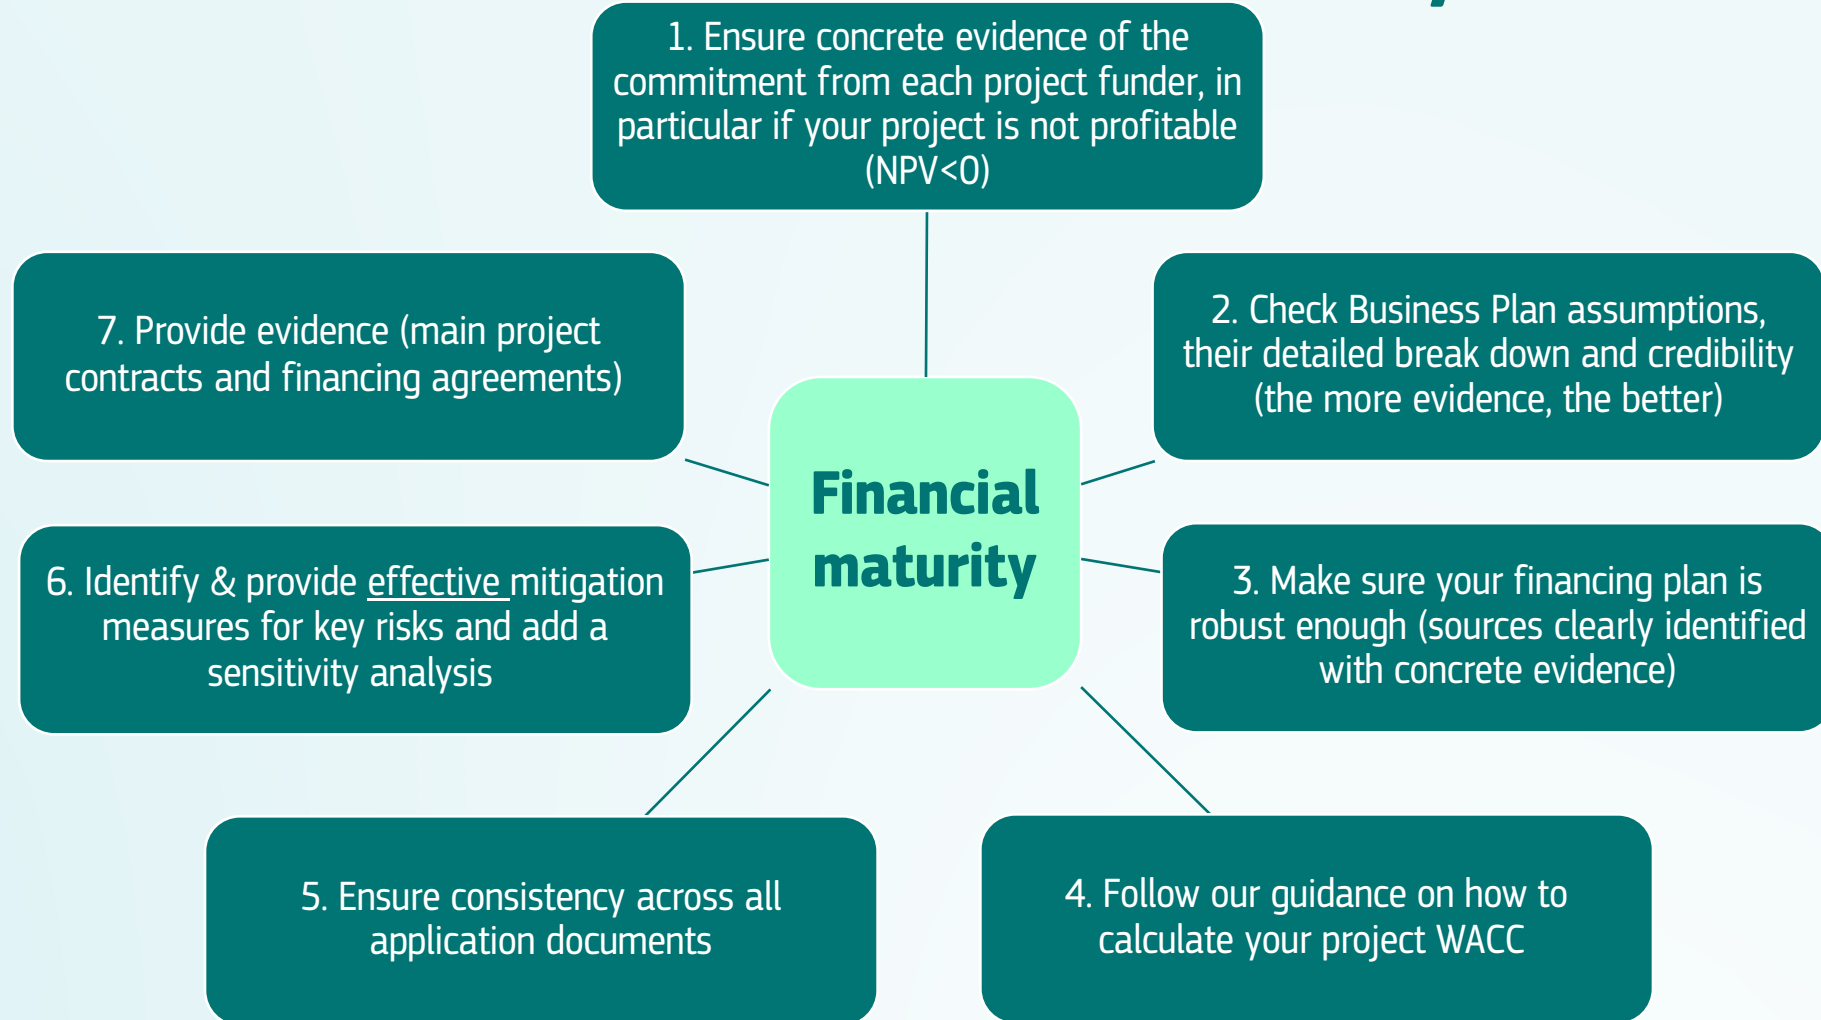 1. Ensure concrete evidence of the
commitment from each project funder, in
particular if your project is not profitable
(NPV<0)
2. Check Business Plan assumptions,
their detailed break down and credibility
(the more evidence, the better)
3. Make sure your financing plan is
robust enough (sources clearly identified
with concrete evidence)
4. Follow our guidance on how to
calculate your project WACC
5. Ensure consistency across all
application documents
6. Identify & provide effective mitigation
measures for key risks and add a
sensitivity analysis
7. Provide evidence (main project
contracts and financing agreements)
Financial
maturity